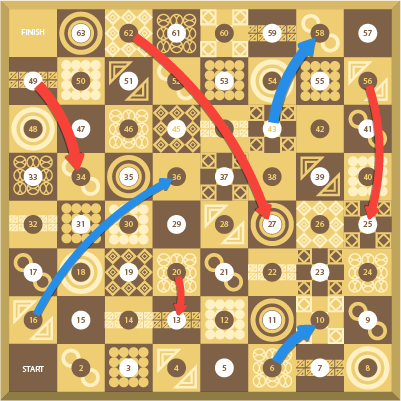 FINISH 63 62 61 60 59 58 57
49 50 51 52 53 54 55 56
48 47 46 45 43 42 41
33 34 35 36 37 38 39 40
32 31 30 29 28 27 26 25
17 18 19 20 21 22 23 24
16 15 14 13 12 11 10 9
START 2 3 4 5 6 7 8